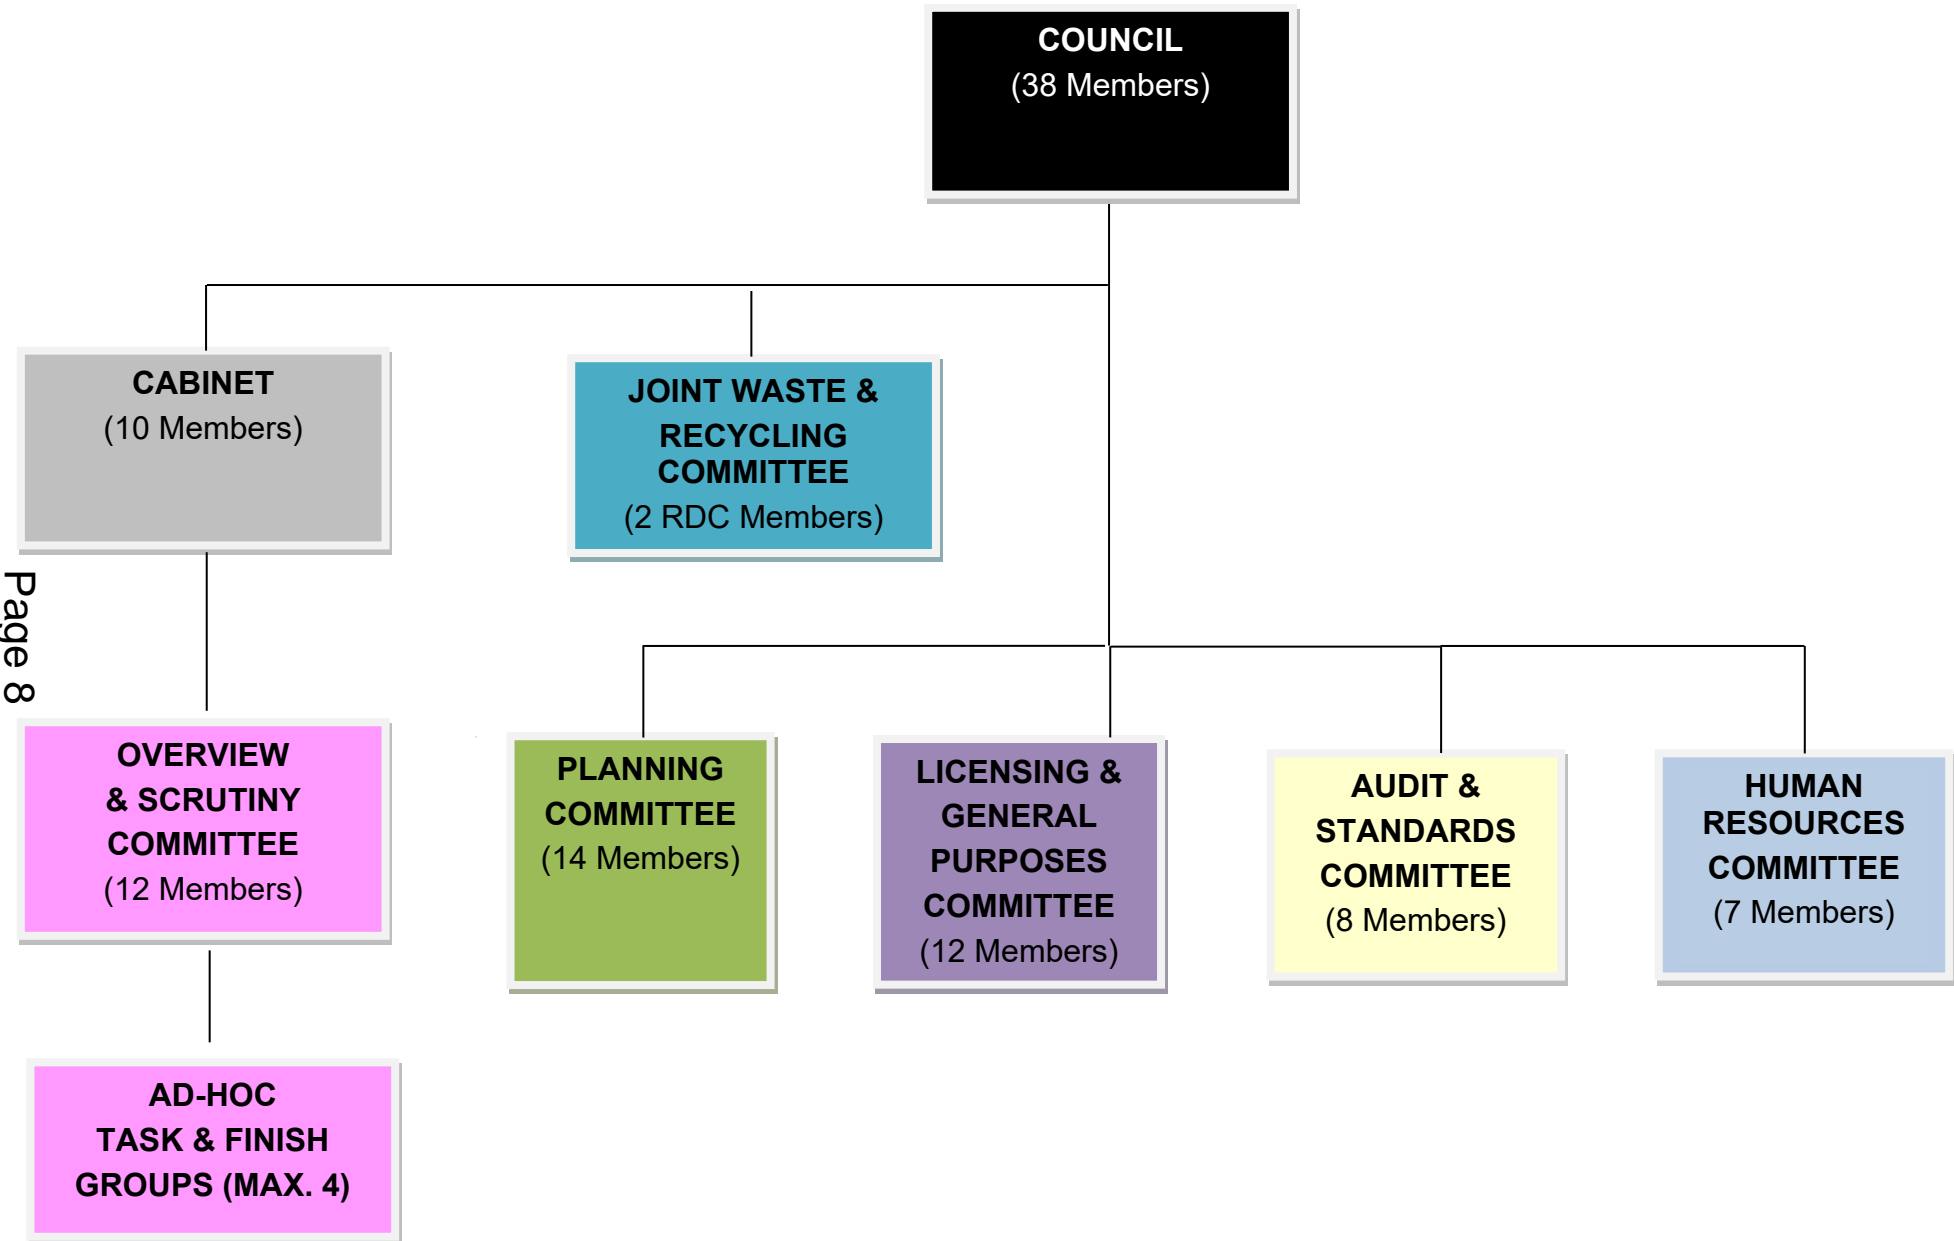 COUNCIL
(38 Members)
CABINET
(10 Members)
JOINT WASTE &
RECYCLING
COMMITTEE
(2 RDC Members)
Page 8
OVERVIEW
& SCRUTINY
COMMITTEE
(12 Members)
PLANNING
COMMITTEE
(14 Members)
LICENSING &
GENERAL
PURPOSES
COMMITTEE
(12 Members)
AUDIT &
STANDARDS
COMMITTEE
(8 Members)
HUMAN
RESOURCES
COMMITTEE
(7 Members)
AD-HOC
TASK & FINISH
GROUPS (MAX. 4)